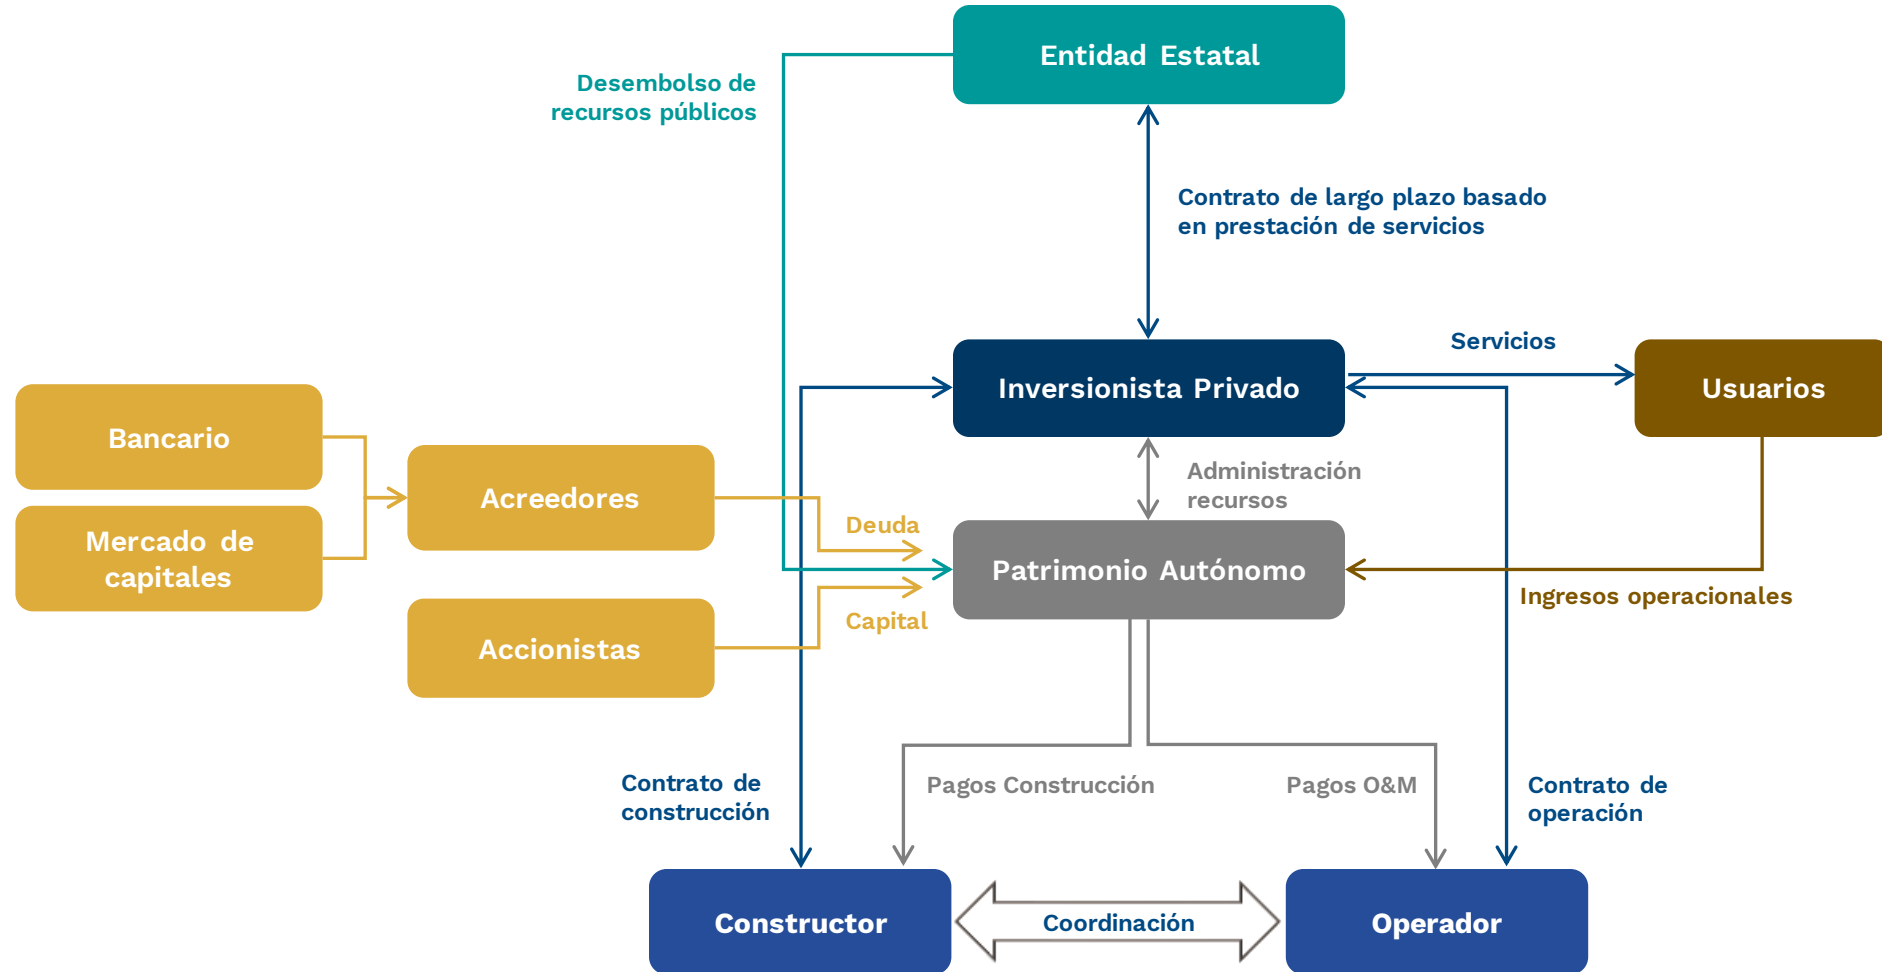 Entidad Estatal
Desembolso de
recursos públicos
Contrato de largo plazo basado
en prestación de servicios
Servicios
Inversionista Privado
Usuarios
Bancario
Acreedores
Mercado de
capitales
Administración
recursos
Deuda
Patrimonio Autónomo
Ingresos operacionales
Capital
Accionistas
Contrato de
construcción
Pagos Construcción
Pagos O&M
Contrato de
operación
Constructor
Coordinación
Operador